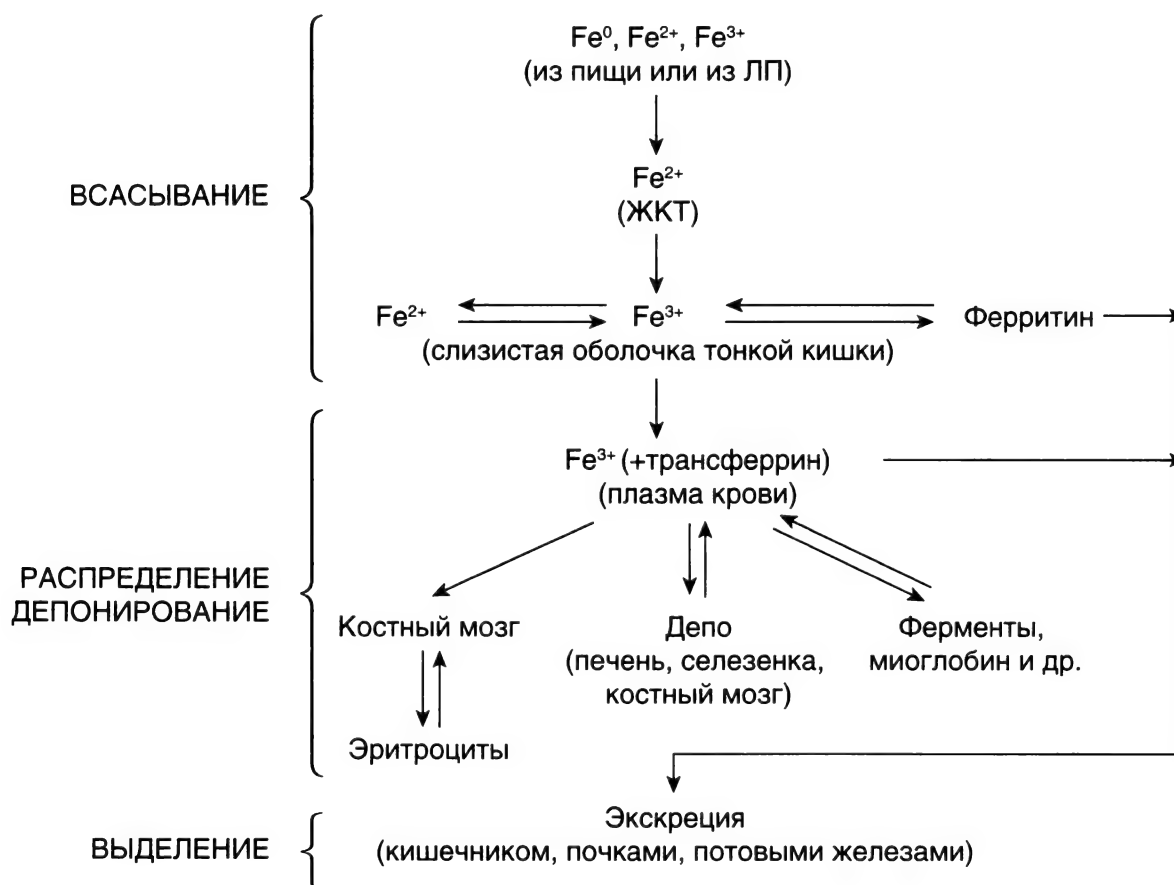 Fe⁰, Fe²⁺, Fe³⁺
(из пищи или из ЛП)
ВСАСЫВАНИЕ
Fe²⁺
(ЖКТ)
Fe²⁺ Fe³⁺ Ферритин
(слизистая оболочка тонкой кишки)
Fe³⁺ (+трансферрин)
(плазма крови)
РАСПРЕДЕЛЕНИЕ
ДЕПОНИРОВАНИЕ
Костный мозг
Депо
(печень, селезенка,
костный мозг)
Ферменты,
миоглобин и др.
Эритроциты
ВЫДЕЛЕНИЕ
Экскреция
(кишечником, почками, потовыми железами)